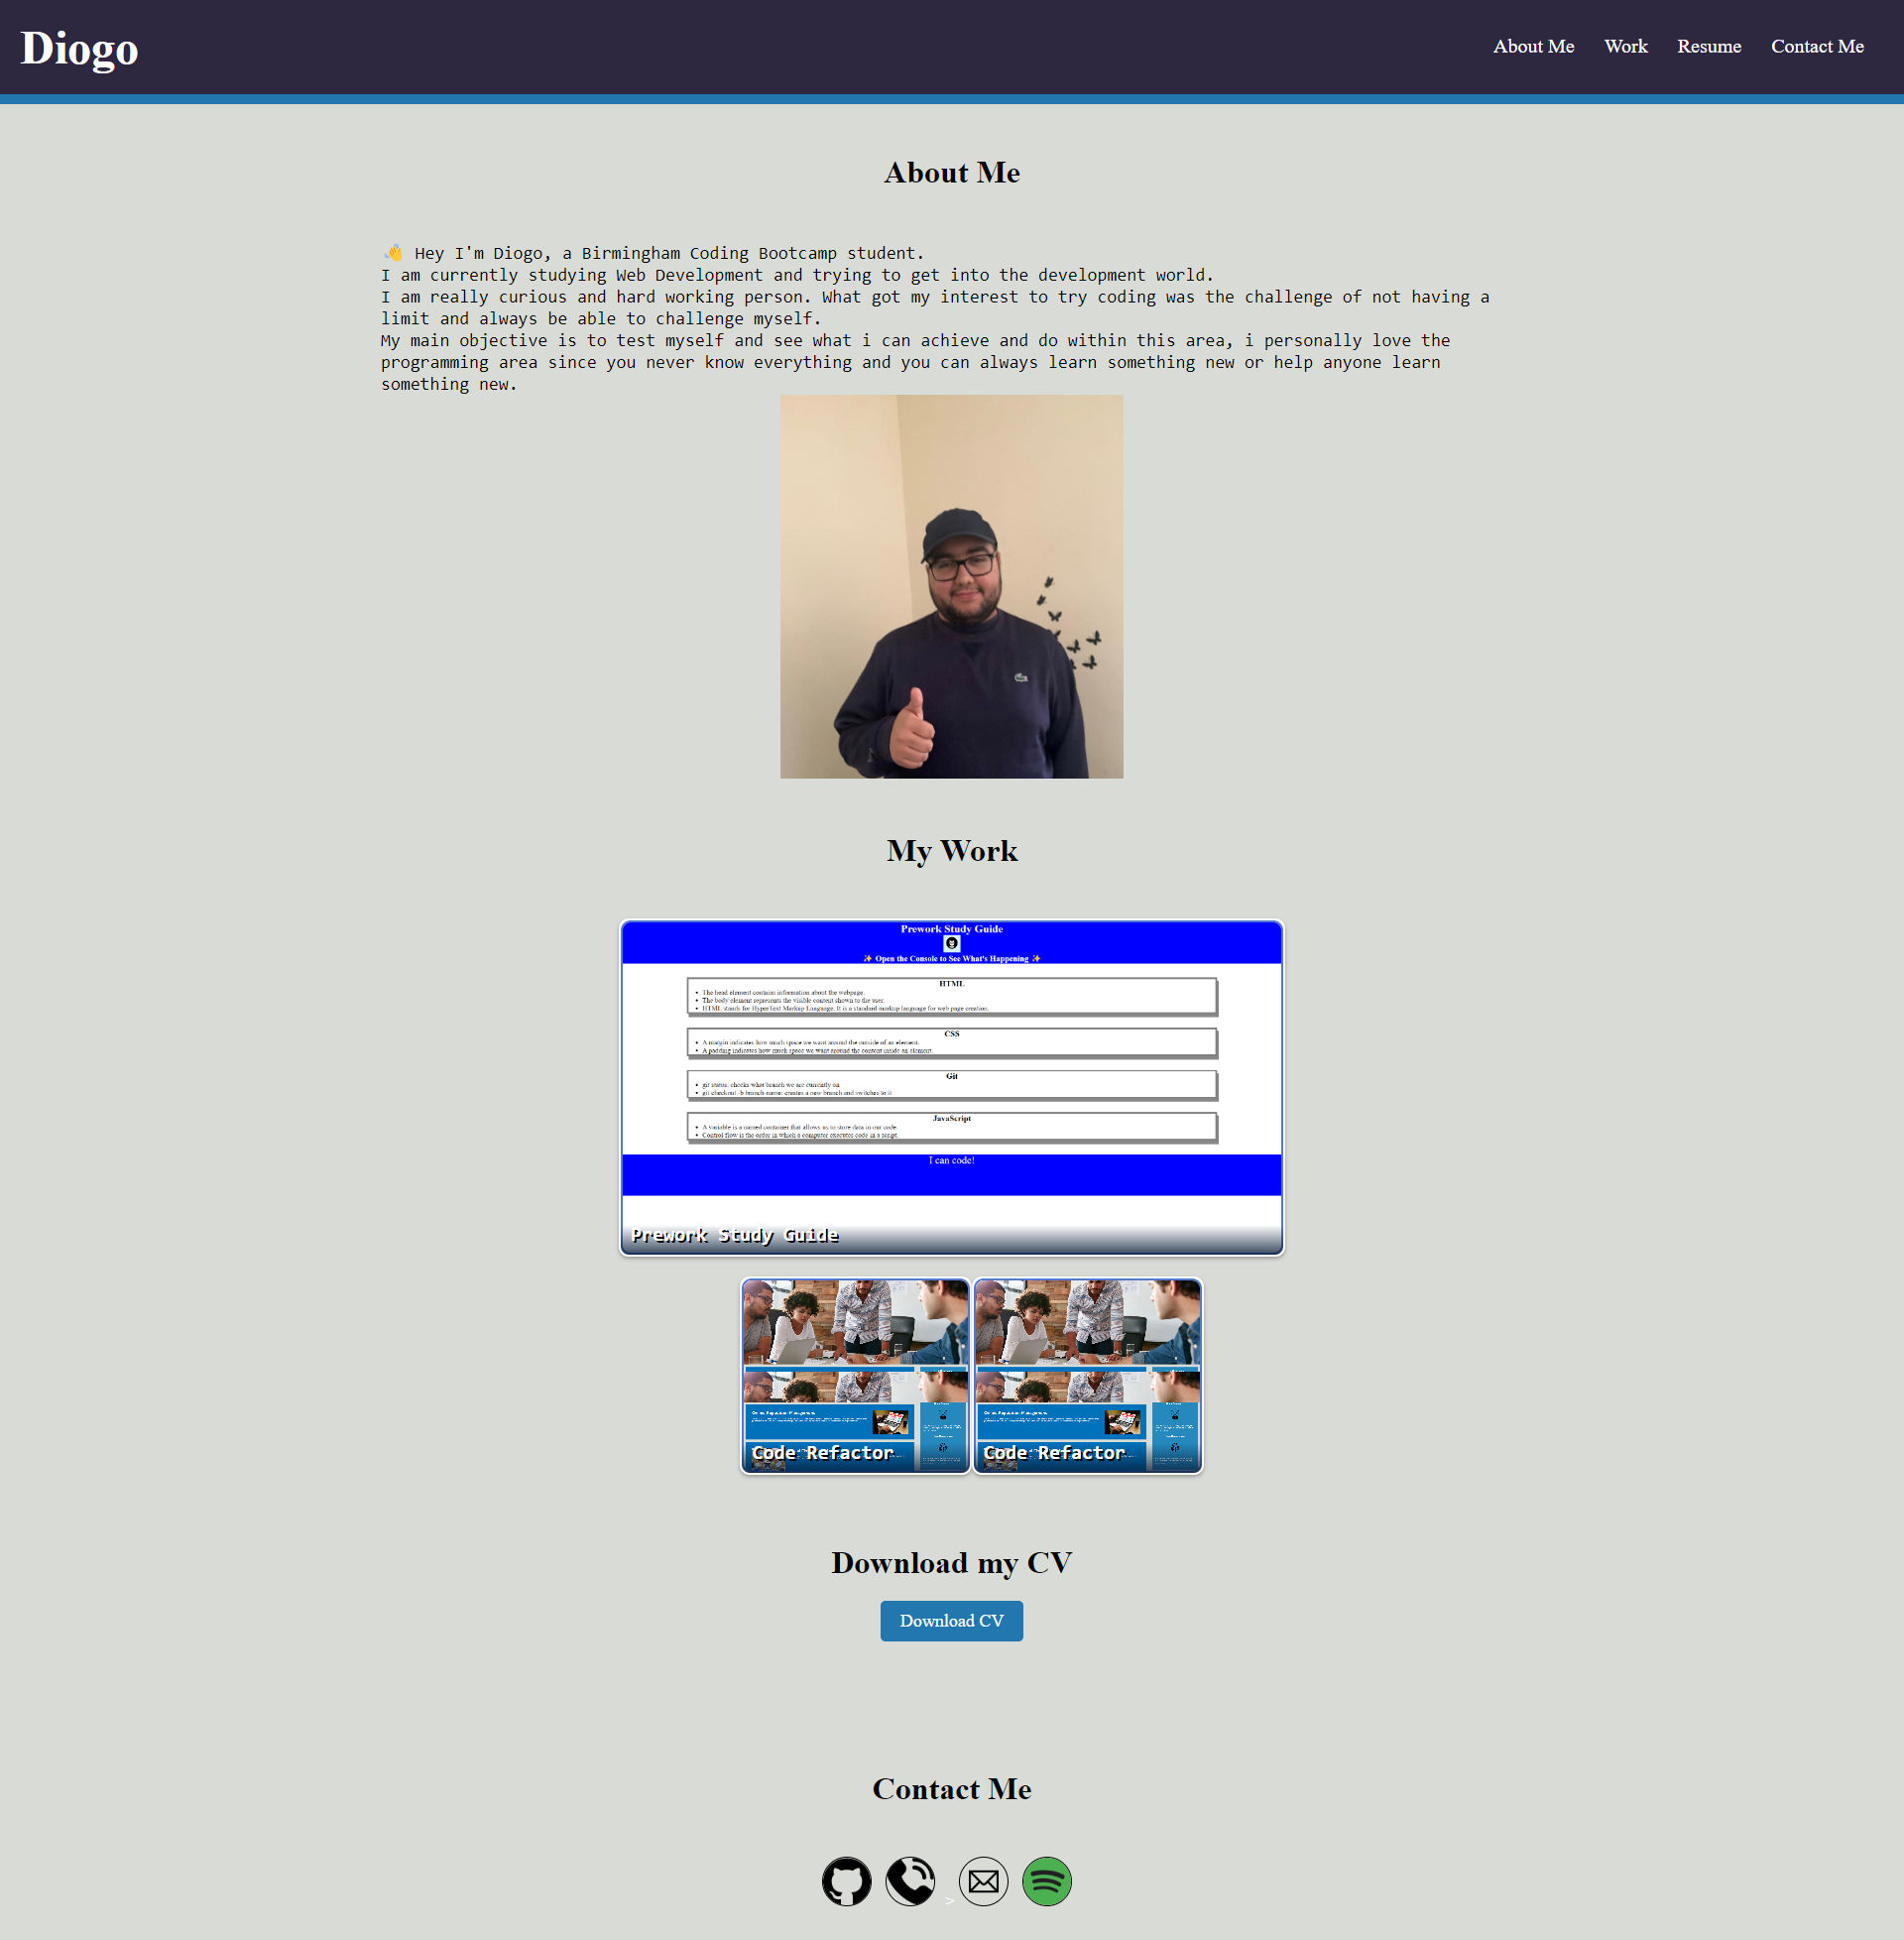 Diogo
About Me Work Resume Contact Me
About Me
👋 Hey I'm Diogo, a Birmingham Coding Bootcamp student.
I am currently studying Web Development and trying to get into the development world.
I am really curious and hard working person. What got my interest to try coding was the challenge of not having a
limit and always be able to challenge myself.
My main objective is to test myself and see what i can achieve and do within this area, i personally love the
programming area since you never know everything and you can always learn something new or help anyone learn
something new.
My Work
Prework Study Guide
✨ Open the Console to See What's Happening ✨
HTML
• The head element contains information about the webpage.
• The body element represents the visible content shown to the user.
• HTML stands for HyperText Markup Language. It is a standard markup language for web page creation.
CSS
• A margin indicates how much space we want around the outside of an element.
• A padding indicates how much space we want around the content inside an element.
Git
• git status: checks what branch we are currently on
• git checkout -b branch-name: creates a new branch and switches to it
JavaScript
• A variable is a named container that allows us to store data in our code.
• Control flow is the order in which a computer executes code in a script.
I can code!
Prework Study Guide
Code Refactor
Code Refactor
Download my CV
Download CV
Contact Me
>